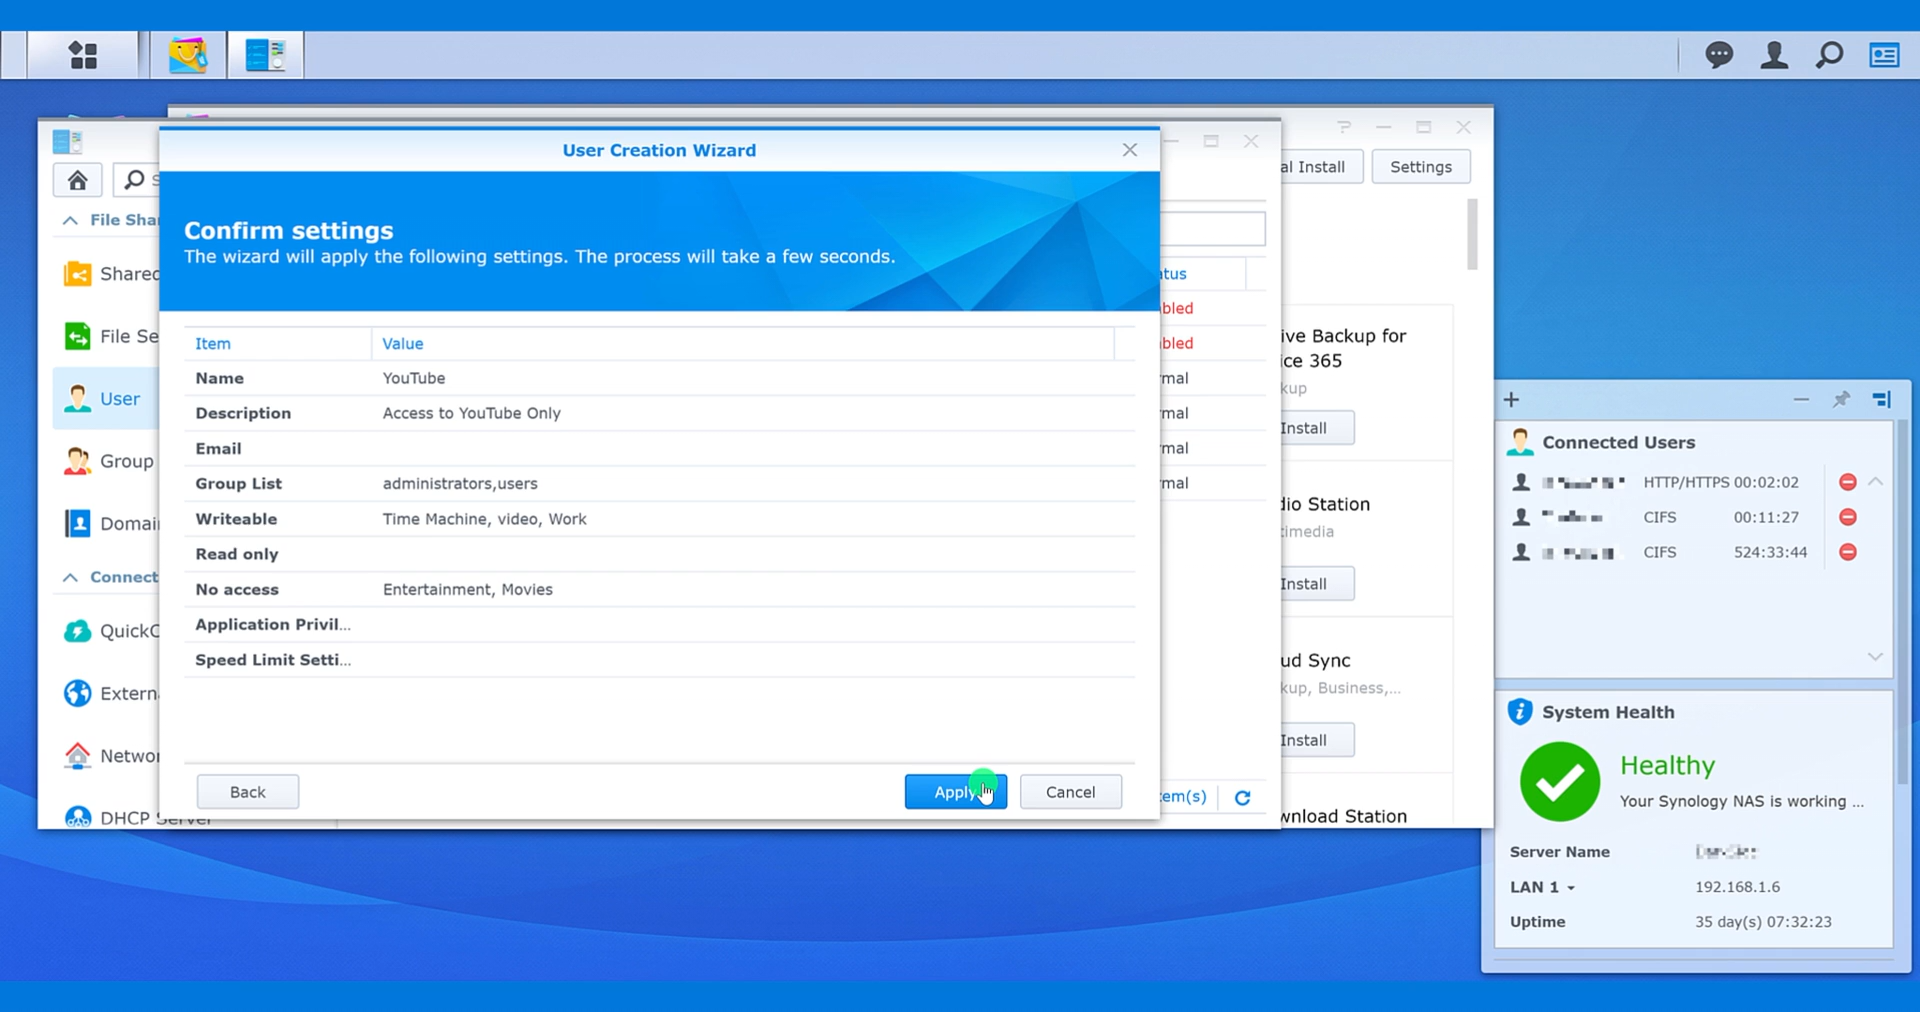 User Creation Wizard
al Install
Settings
File Sha
Confirm settings
The wizard will apply the following settings. The process will take a few seconds.
Shared
File Se
User
Group
Domai
Connect
QuickC
Extern
Networ
DHCP Server
Item Value
Name YouTube
Description Access to YouTube Only
Email
Group List administrators,users
Writeable Time Machine, video, Work
Read only
No access Entertainment, Movies
Application Privil...
Speed Limit Setti...
Back
Apply
Cancel
atus
bled
bled
mal
mal
mal
mal
tem(s)
ive Backup for
ice 365
kup
Install
dio Station
timedia
Install
ud Sync
kup, Business,...
Install
wnload Station
Connected Users
HTTP/HTTPS 00:02:02
CIFS 00:11:27
CIFS 524:33:44
System Health
Healthy
Your Synology NAS is working ...
Server Name
LAN 1 192.168.1.6
Uptime 35 day(s) 07:32:23